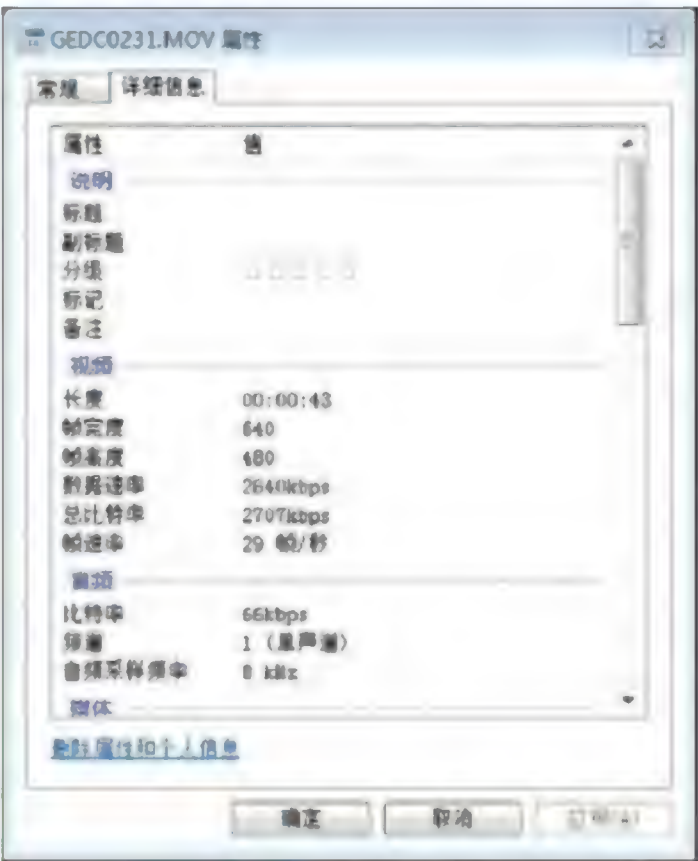 GEDC0231.MOV 属性
常规 详细信息
属性 值
说明
标题
副标题
分级
标记
备注
视频
长度 00:00:43
帧宽度 640
帧高度 480
数据速率 2640kbps
总比特率 2707kbps
帧速率 29 帧/秒
音频
比特率 66kbps
频道 1 (单声道)
音频采样频率 8 kHz
媒体
删除属性和个人信息
确定 取消